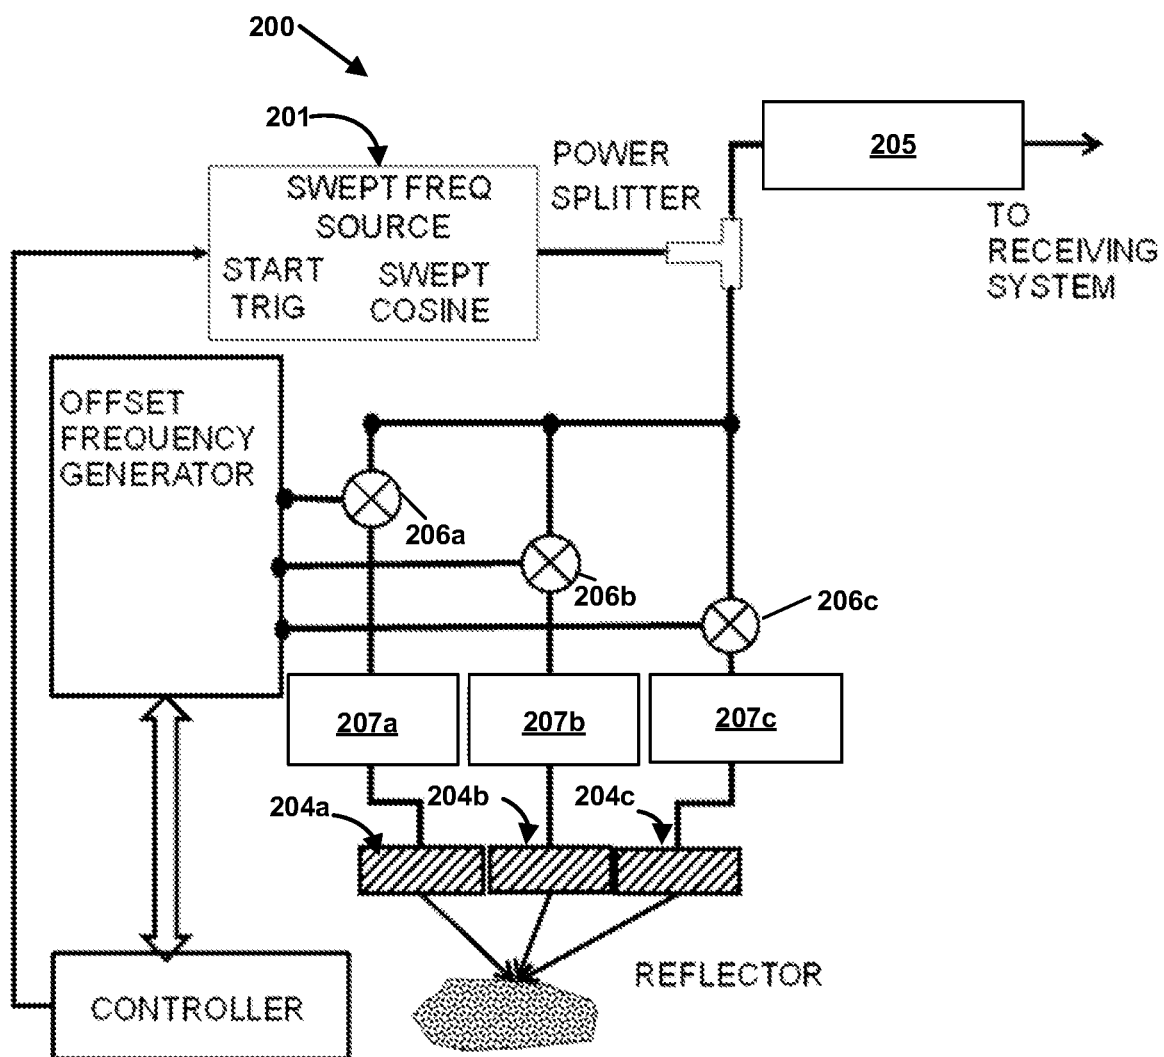 200
201
SWEPT FREQ
SOURCE
START
TRIG
SWEPT
COSINE
POWER
SPLITTER
205
TO
RECEIVING
SYSTEM
OFFSET
FREQUENCY
GENERATOR
206a
206b
206c
207a
207b
207c
204a
204b
204c
REFLECTOR
CONTROLLER